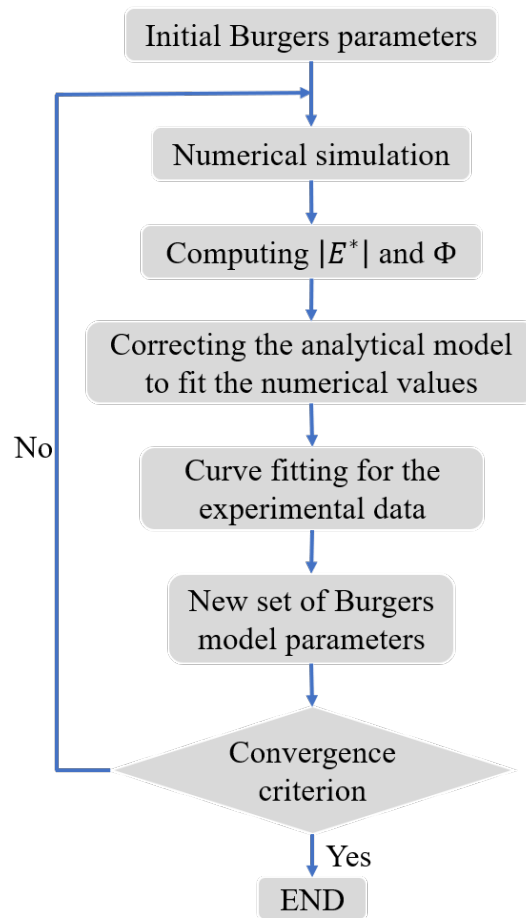 Initial Burgers parameters
Numerical simulation
Computing |E*| and Φ
Correcting the analytical model
to fit the numerical values
No
Curve fitting for the
experimental data
New set of Burgers
model parameters
Convergence
criterion
Yes
END